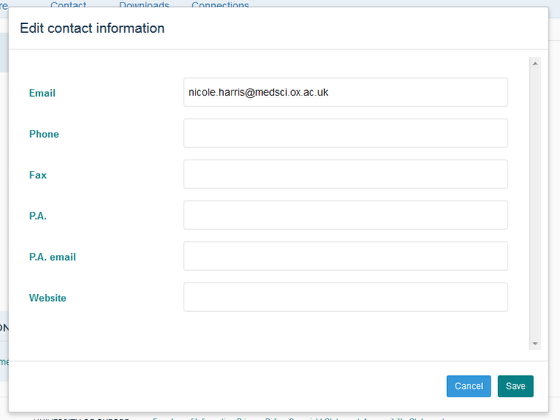 Contact Downloads Connections
Edit contact information
Email nicole.harris@medsci.ox.ac.uk
Phone
Fax
P.A.
P.A. email
Website
Cancel Save